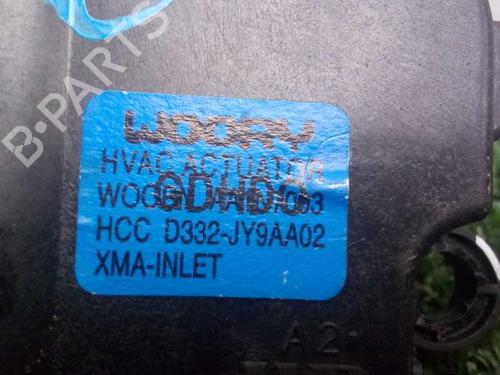 B-PARTS
WOORY
HVAC ACTUATOR
GDHDC
HCC D332-JY9AA02
XMA-INLET
A2